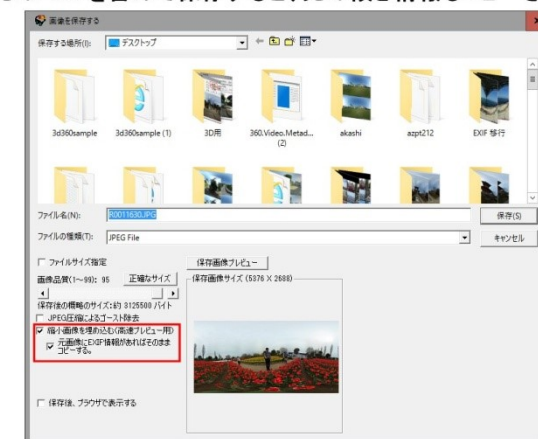 画像を保存する
保存する場所(I): デスクトップ
3d360sample 3d360sample (1) 3D用 360.Video.Metad... (2) akashi azpt212 EXIF 移行
ファイル名(N): R0011630.JPG 保存(S)
ファイルの種類(T): JPEG File キャンセル
ファイルサイズ指定 保存画像プレビュー
画像品質(1～99): 95 正確なサイズ 保存画像サイズ (5376 X 2688)
保存後の概略のサイズ:約 3125500 バイト
JPEG圧縮によるゴースト除去
縮小画像を埋め込む(高速プレビュー用)
元画像にEXIF情報があればそのまま
コピーする。
保存後、ブラウザで表示する